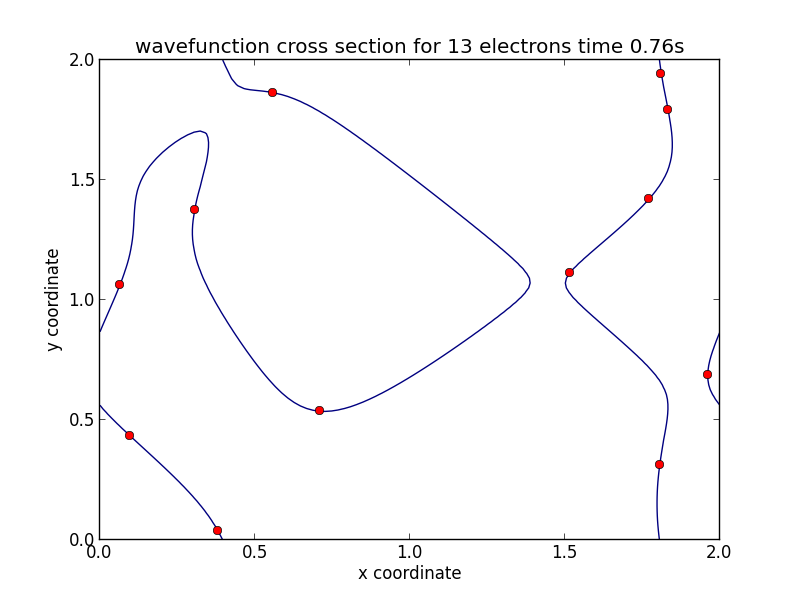 wavefunction cross section for 13 electrons time 0.76s
2.0
1.5
1.0
0.5
0.0
y coordinate
0.0 0.5 1.0 1.5 2.0
x coordinate